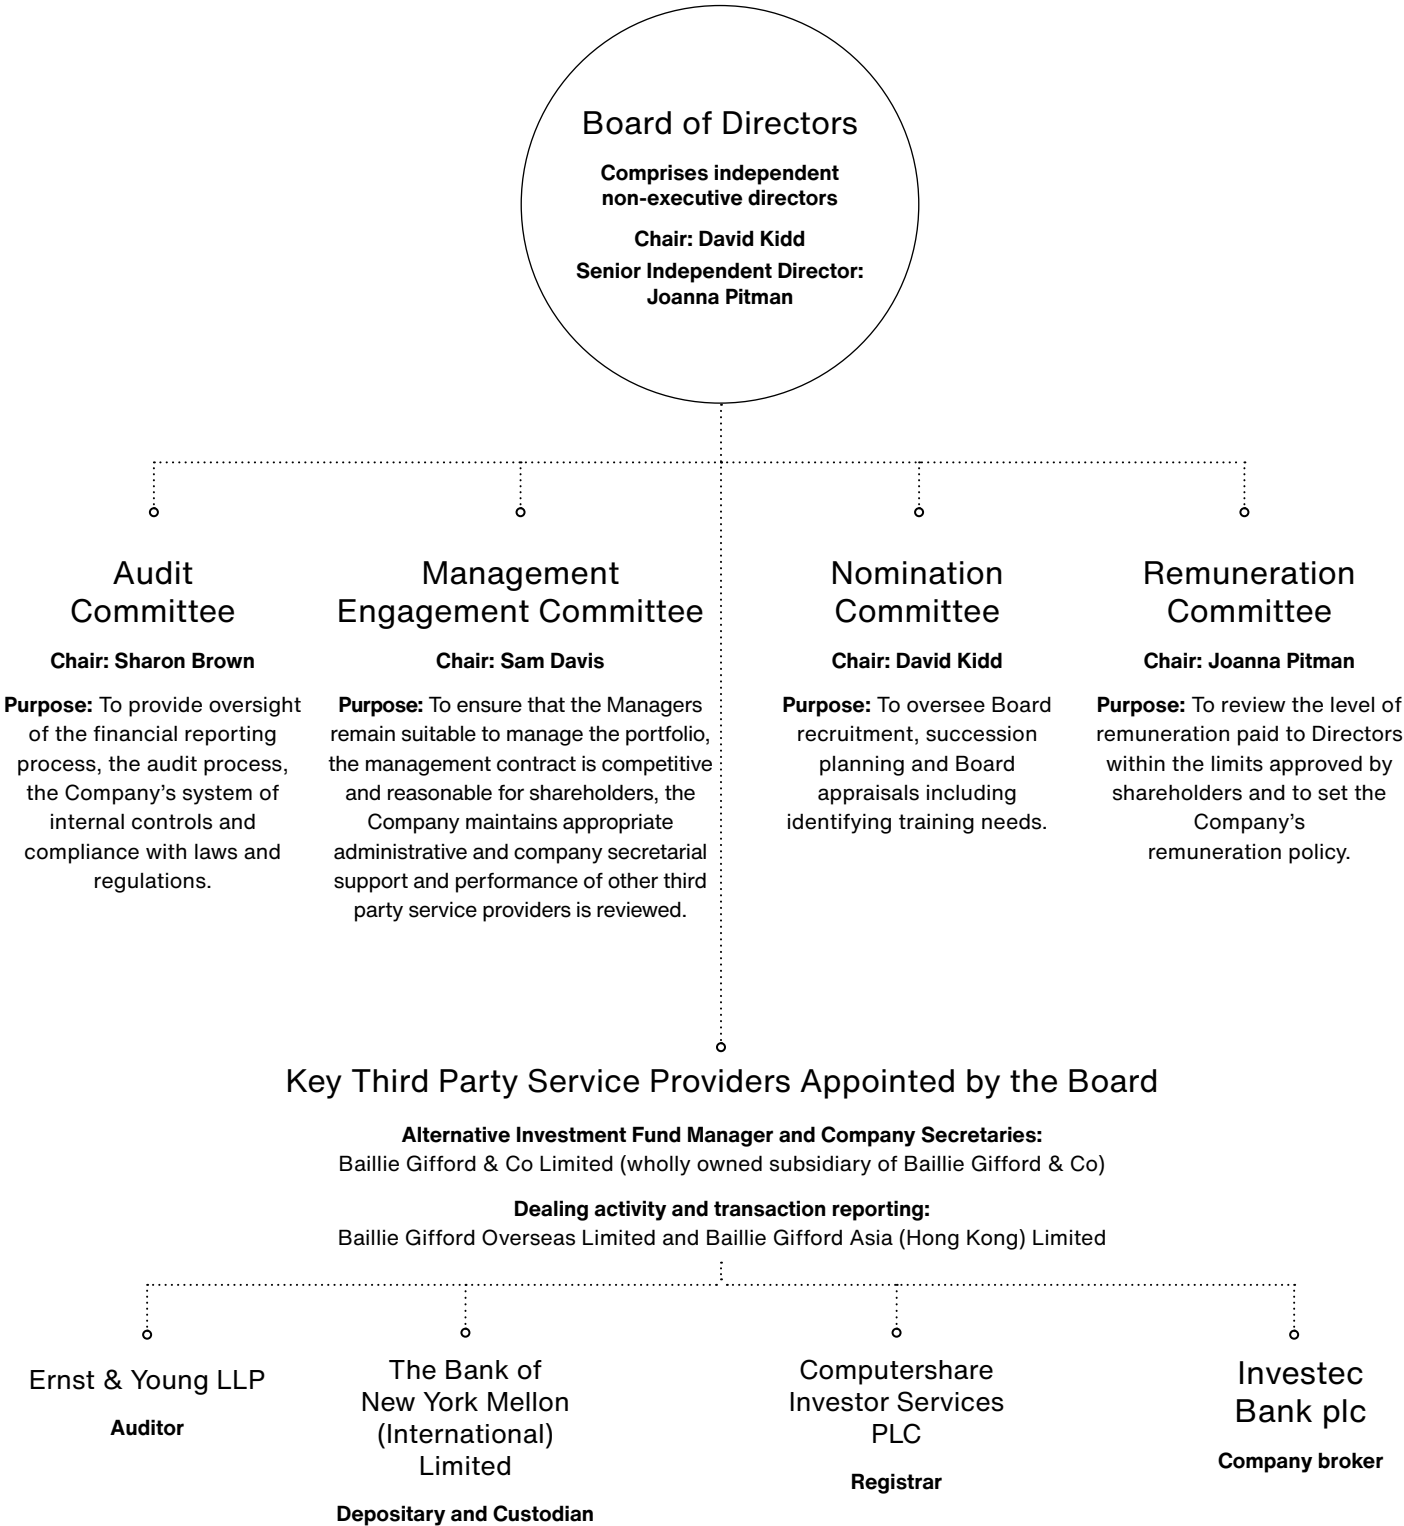 Board of Directors
Comprises independent
non-executive directors
Chair: David Kidd
Senior Independent Director:
Joanna Pitman
Audit
Committee
Chair: Sharon Brown
Purpose: To provide oversight
of the financial reporting
process, the audit process,
the Company’s system of
internal controls and
compliance with laws and
regulations.
Management
Engagement Committee
Chair: Sam Davis
Purpose: To ensure that the Managers
remain suitable to manage the portfolio,
the management contract is competitive
and reasonable for shareholders, the
Company maintains appropriate
administrative and company secretarial
support and performance of other third
party service providers is reviewed.
Nomination
Committee
Chair: David Kidd
Purpose: To oversee Board
recruitment, succession
planning and Board
appraisals including
identifying training needs.
Remuneration
Committee
Chair: Joanna Pitman
Purpose: To review the level of
remuneration paid to Directors
within the limits approved by
shareholders and to set the
Company’s
remuneration policy.
Key Third Party Service Providers Appointed by the Board
Alternative Investment Fund Manager and Company Secretaries:
Baillie Gifford & Co Limited (wholly owned subsidiary of Baillie Gifford & Co)
Dealing activity and transaction reporting:
Baillie Gifford Overseas Limited and Baillie Gifford Asia (Hong Kong) Limited
Ernst & Young LLP
Auditor
The Bank of
New York Mellon
(International)
Limited
Depositary and Custodian
Computershare
Investor Services
PLC
Registrar
Investec
Bank plc
Company broker